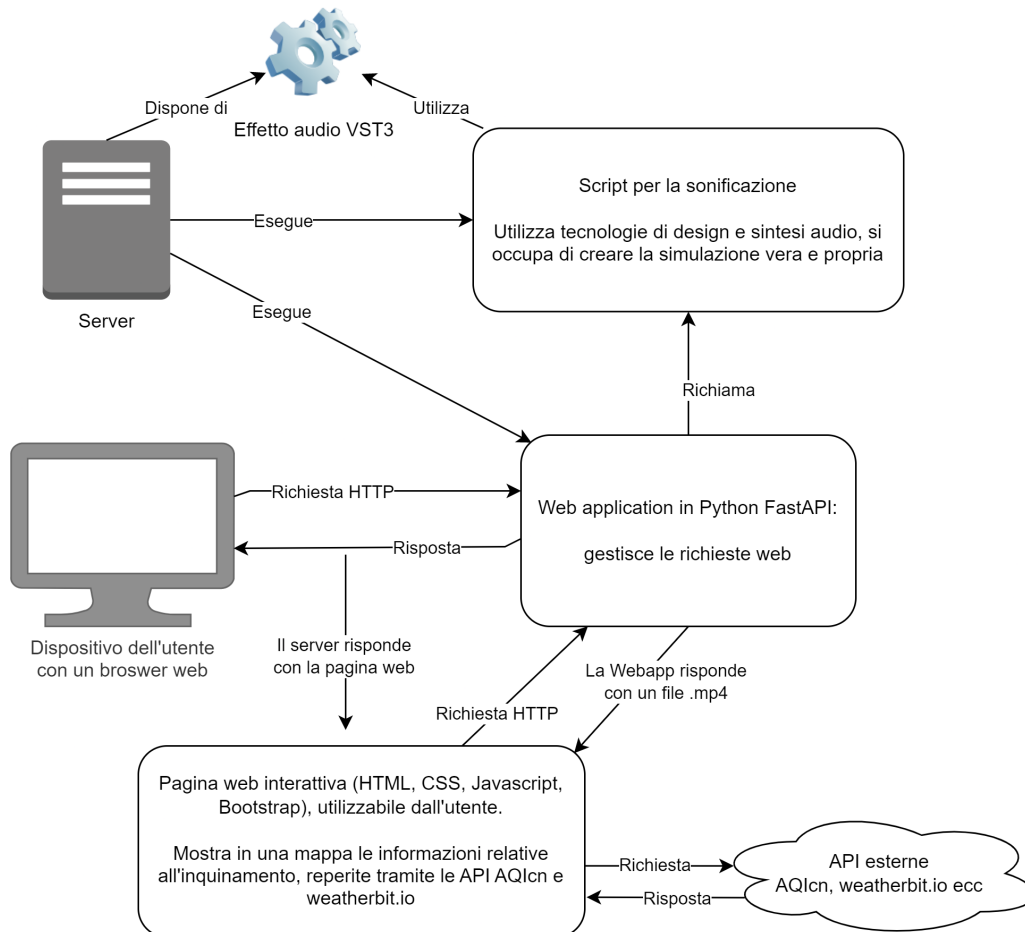 Dispone di
Utilizza
Effetto audio VST3
Script per la sonificazione
Utilizza tecnologie di design e sintesi audio, si
occupa di creare la simulazione vera e propria
Esegue
Server
Esegue
Richiama
Richiesta HTTP
Web application in Python FastAPI:
gestisce le richieste web
Risposta
Dispositivo dell'utente
con un broswer web
Il server risponde
con la pagina web
La Webapp risponde
con un file .mp4
Richiesta HTTP
Pagina web interattiva (HTML, CSS, Javascript,
Bootstrap), utilizzabile dall'utente.
Mostra in una mappa le informazioni relative
all'inquinamento, reperite tramite le API AQIcn e
weatherbit.io
Richiesta
Risposta
API esterne
AQIcn, weatherbit.io ecc